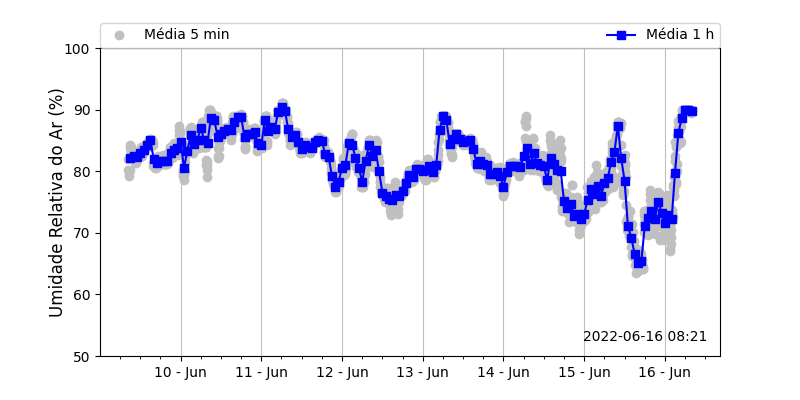 Média 5 min
Média 1 h
Umidade Relativa do Ar (%)
100
90
80
70
60
50
2022-06-16 08:21
10 - Jun
11 - Jun
12 - Jun
13 - Jun
14 - Jun
15 - Jun
16 - Jun